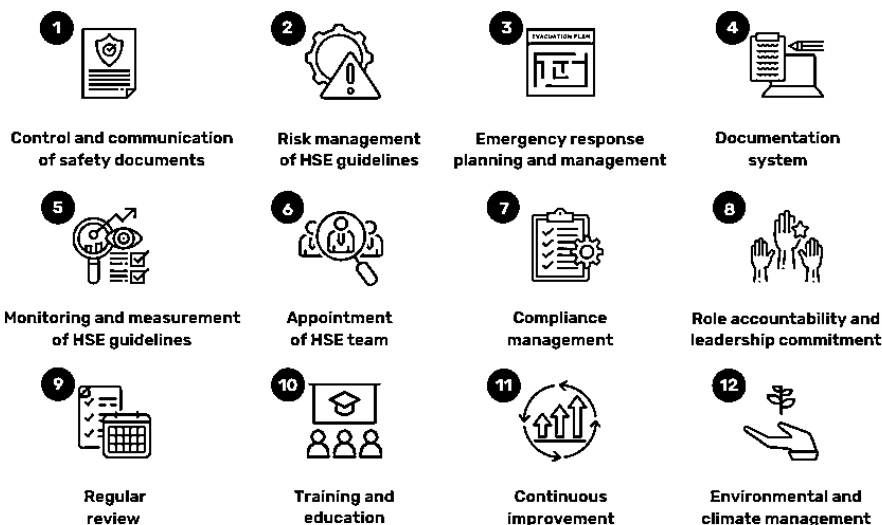 1
2
3
EVACUATION PLAN
4
Control and communication
of safety documents
Risk management
of HSE guidelines
Emergency response
planning and management
Documentation
system
5
6
7
8
Monitoring and measurement
of HSE guidelines
Appointment
of HSE team
Compliance
management
Role accountability and
leadership commitment
9
10
11
12
Regular
review
Training and
education
Continuous
improvement
Environmental and
climate management